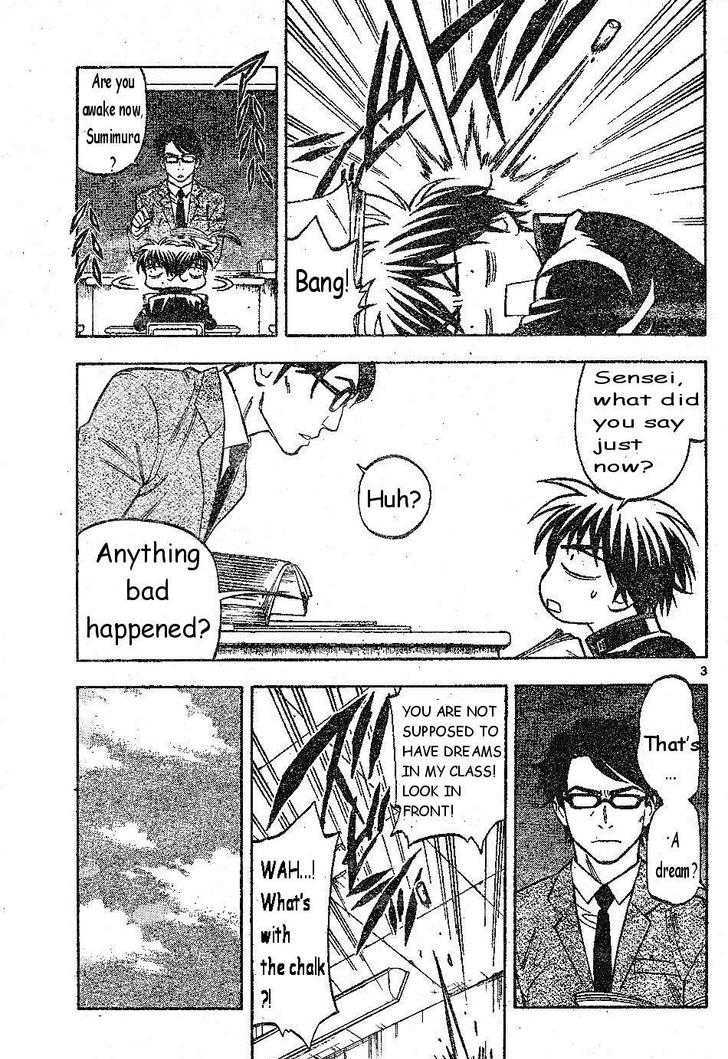 Bang!
Are you
awake now,
Sumimura
?
Sensei,
what did
you say
just
now?
Huh?
Anything
bad
happened?
3
That's
...
A
dream?
YOU ARE NOT
SUPPOSED TO
HAVE DREAMS
IN MY CLASS!
LOOK IN
FRONT!
WAH...!
What's
with
the chalk
?!